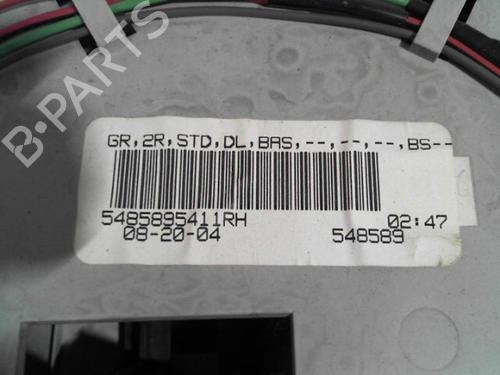 B-PARTS
GR,2R,STD,DL,BAS,--,--,--,BS--
5485895411RH 02:47
08-20-04 548589